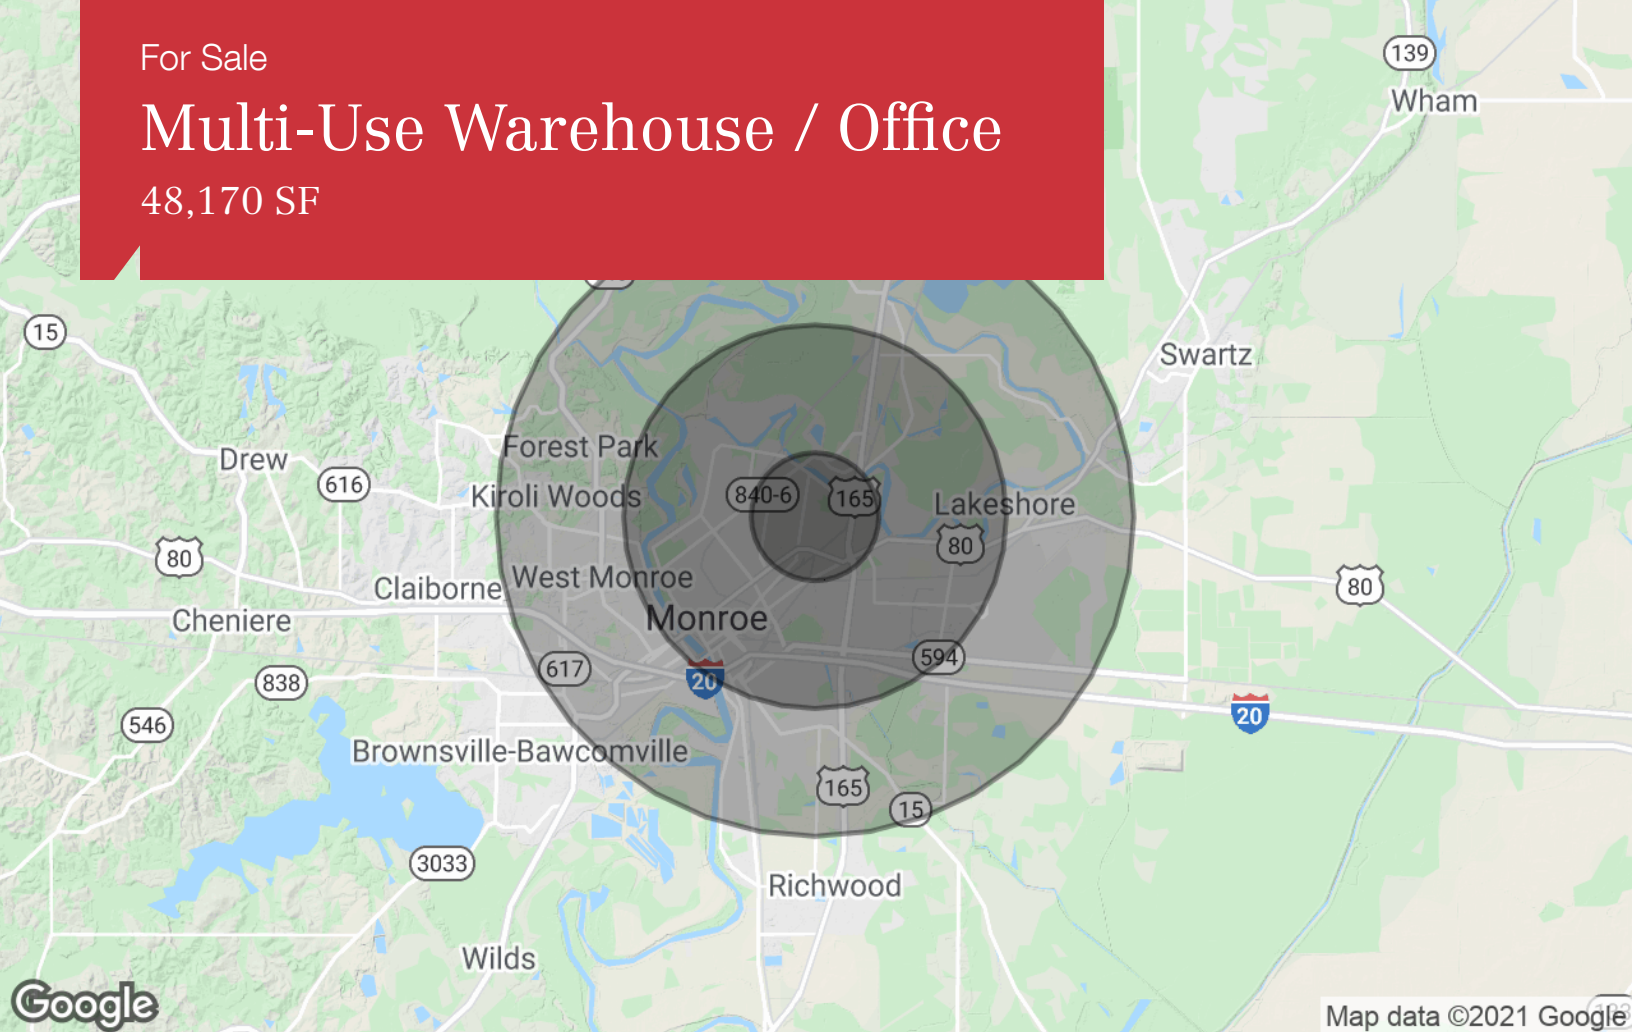 For Sale
Multi-Use Warehouse / Office
48,170 SF
139
Wham
15
Swartz
Drew
616
Forest Park
Kiroli Woods
840-6
165
Lakeshore
80
80
80
Claiborne
West Monroe
Cheniere
Monroe
617
20
594
838
546
20
Brownsville-Bawcomville
165
15
3033
Richwood
Wilds
Google
Map data ©2021 Google